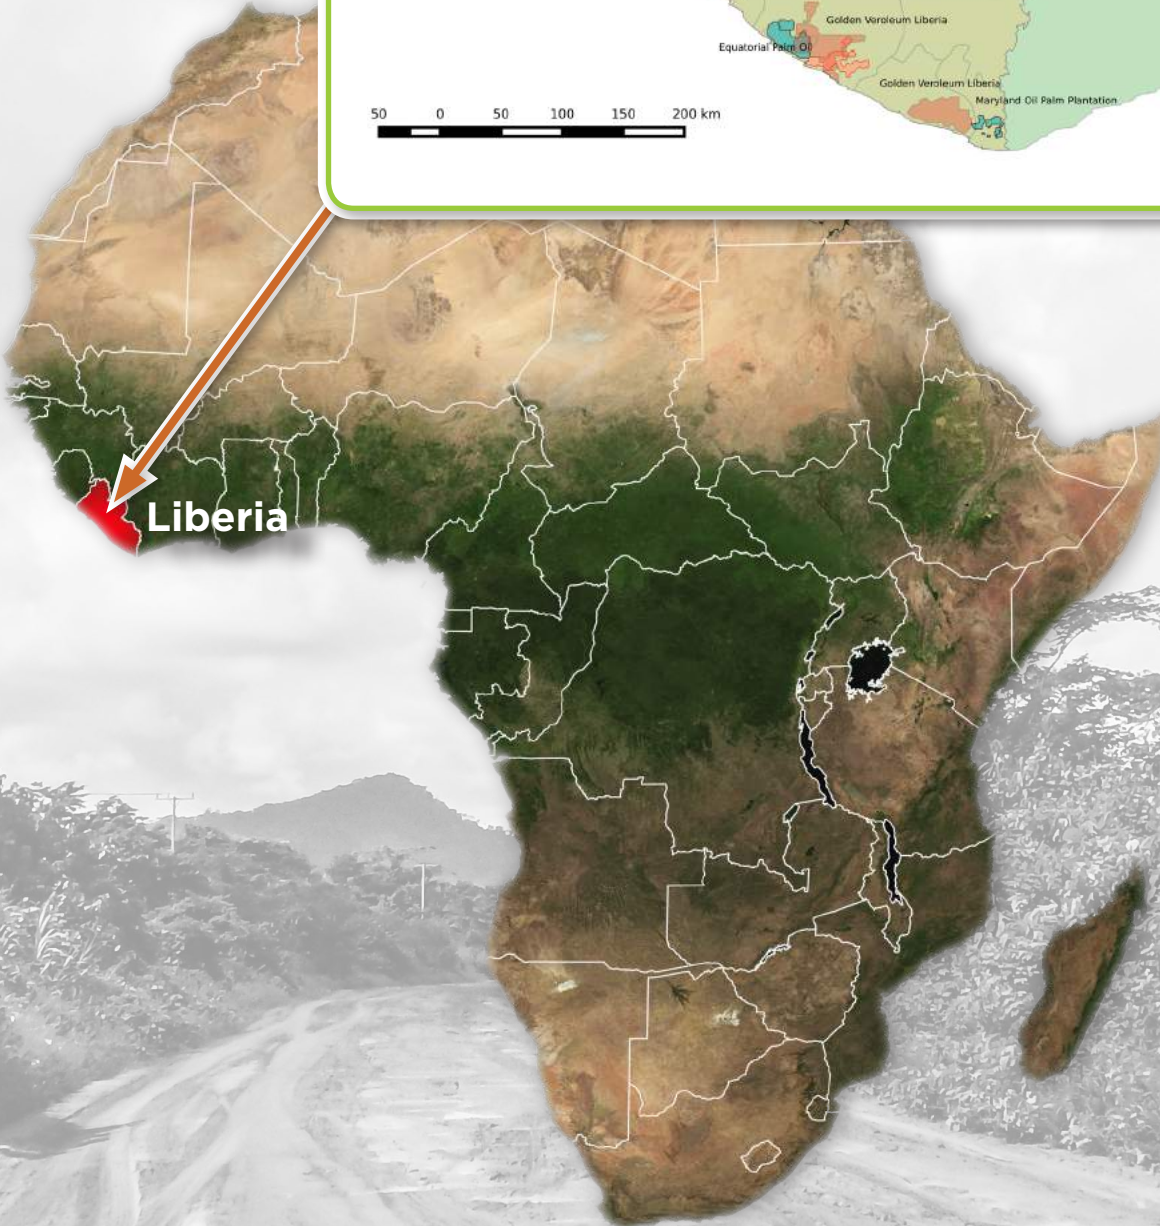 Golden Veroleum Liberia
Equatorial Palm Oil
Golden Veroleum Liberia
Maryland Oil Palm Plantation
50 0 50 100 150 200 km
Liberia